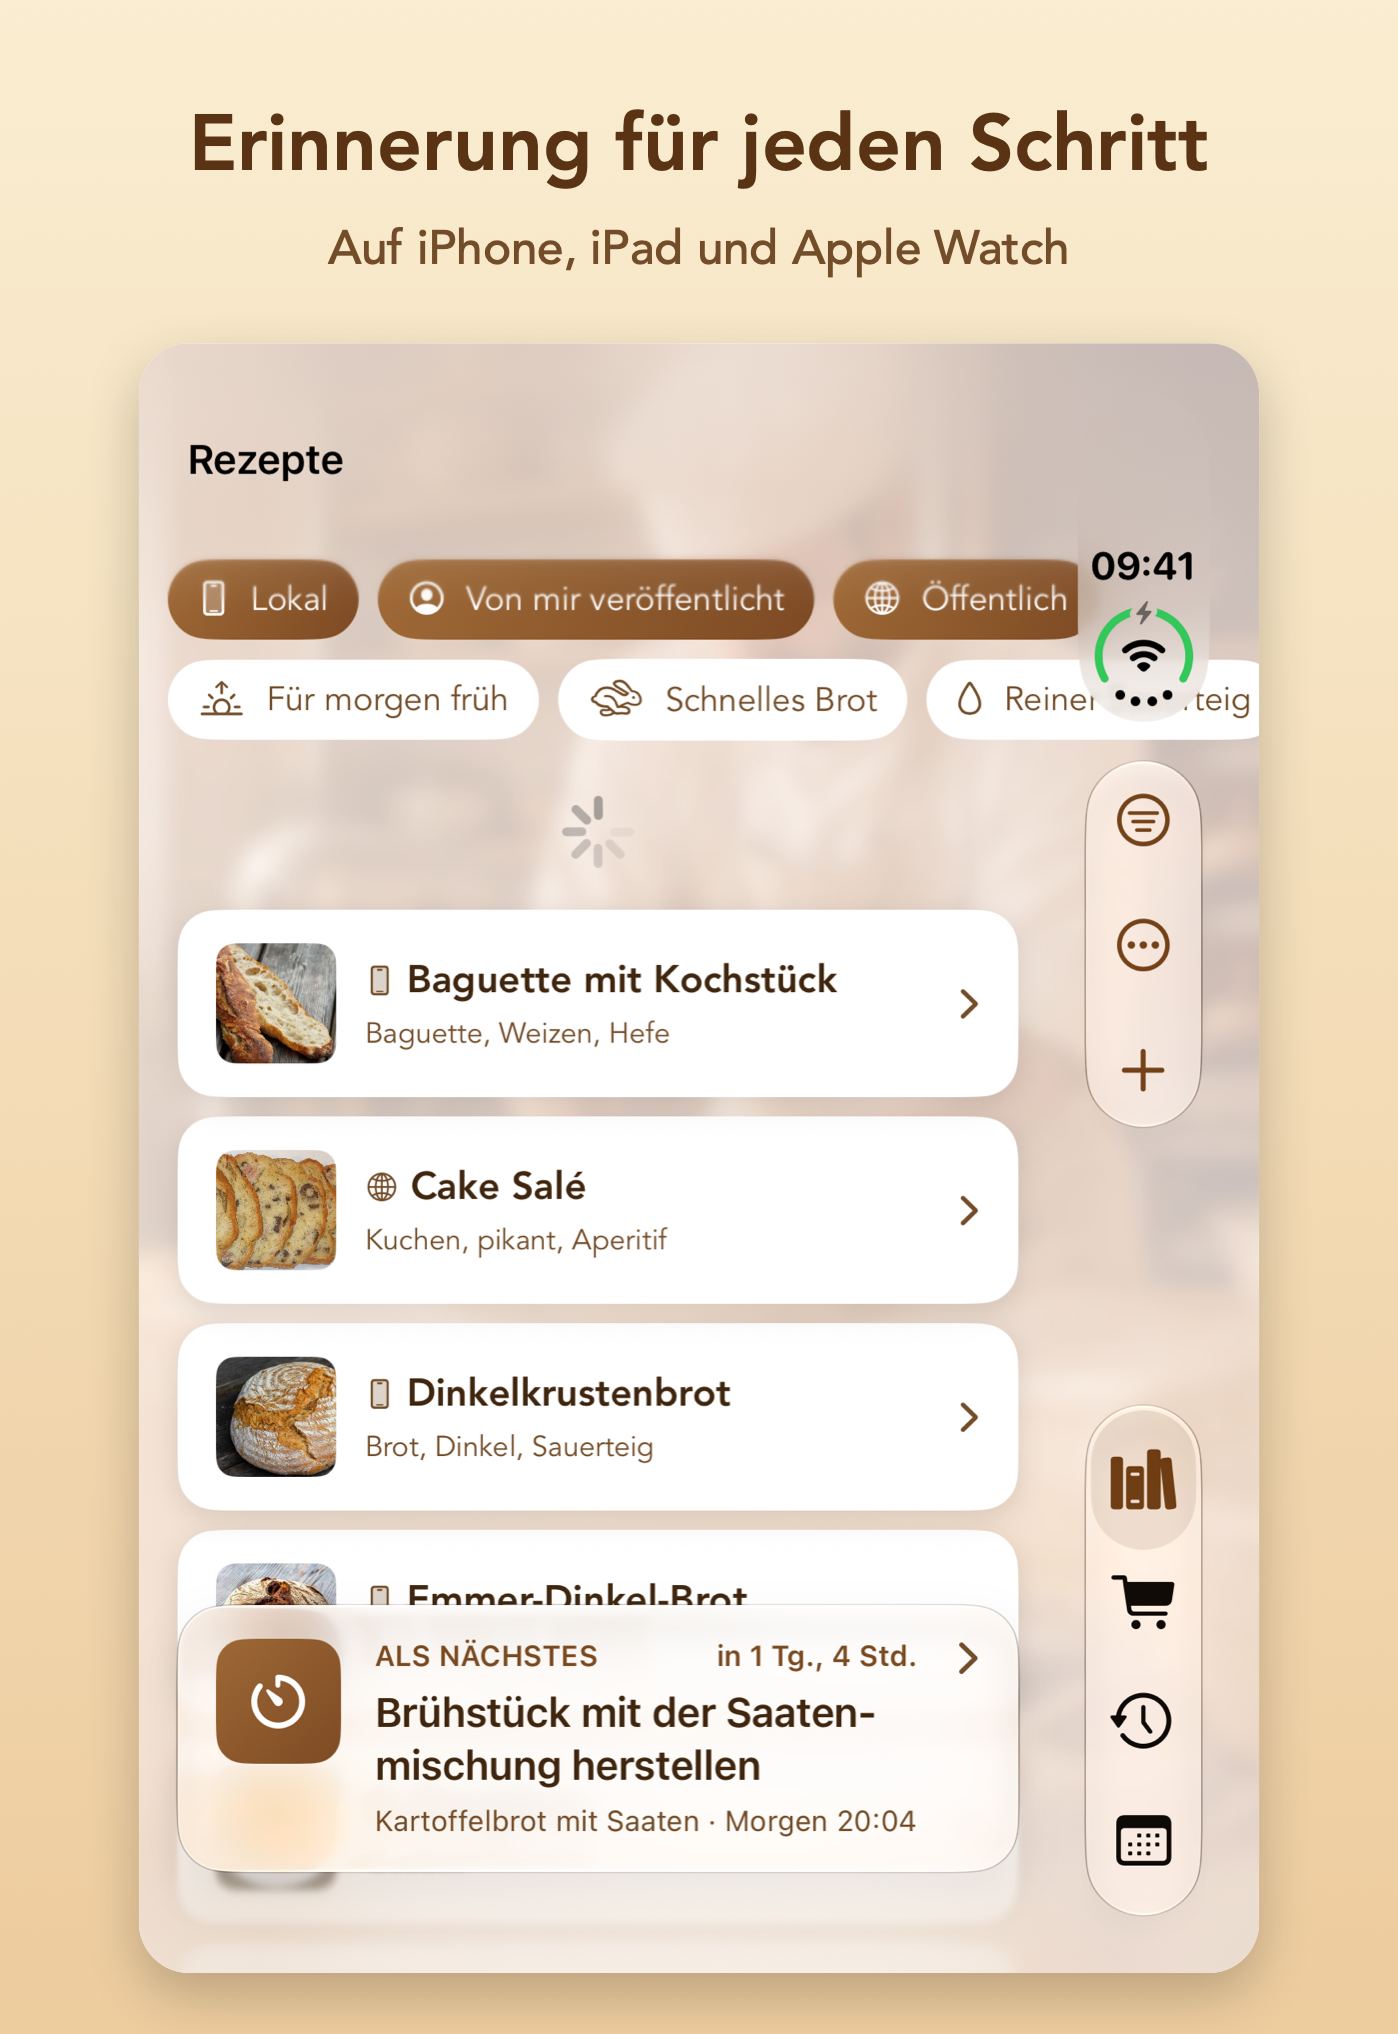 Erinnerung für jeden Schritt
Auf iPhone, iPad und Apple Watch
Rezepte
09:41
Lokal
Von mir veröffentlicht
Öffentlich
Für morgen früh
Schnelles Brot
Reiner rteig
Baguette mit Kochstück
Baguette, Weizen, Hefe
Cake Salé
Kuchen, pikant, Aperitif
Dinkelkrustenbrot
Brot, Dinkel, Sauerteig
Emmer-Dinkel-Brot
ALS NÄCHSTES
in 1 Tg., 4 Std.
Brühstück mit der Saaten-
mischung herstellen
Kartoffelbrot mit Saaten · Morgen 20:04